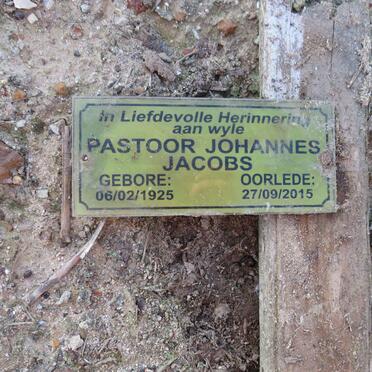 In Liefdevolle Herinnering
aan wyle
PASTOOR JOHANNES
JACOBS
GEBORE: OORLEDE:
06/02/1925 27/09/2015